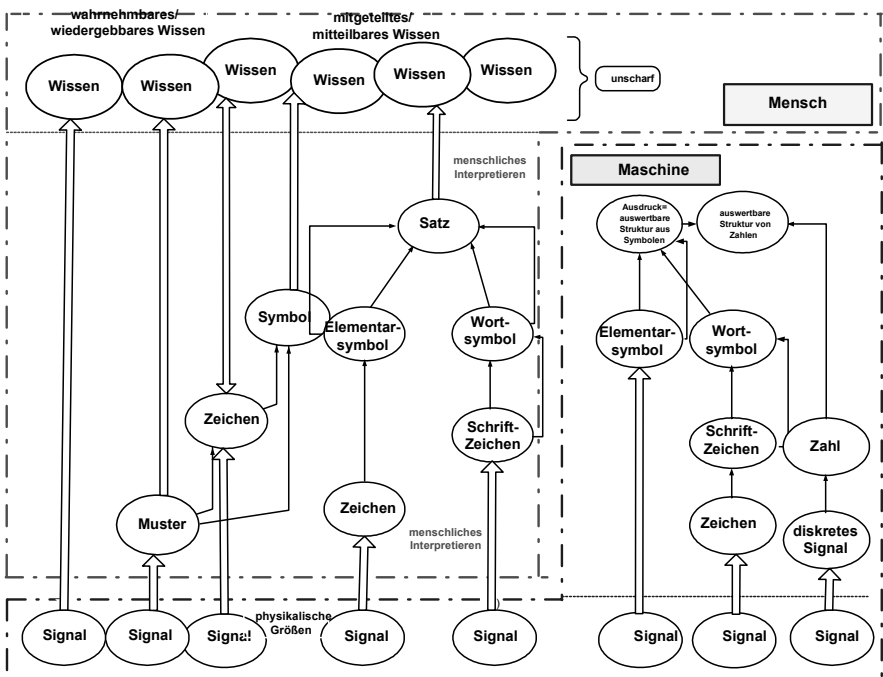 wahrnehmbares/
wiedergebbares Wissen
mitgeteiltes/
mitteilbares Wissen
Wissen
Wissen
Wissen
Wissen
Wissen
Wissen
unscharf
Mensch
menschliches
Interpretieren
Maschine
Satz
Ausdruck=
auswertbare
Struktur aus
Symbolen
auswertbare
Struktur von
Zahlen
Symbol
Elementar-
symbol
Wort-
symbol
Elementar-
symbol
Wort-
symbol
Zeichen
Schrift-
Zeichen
Schrift-
Zeichen
Zahl
Muster
Zeichen
menschliches
Interpretieren
Zeichen
diskretes
Signal
physikalische
Größen
Signal
Signal
Signal
Signal
Signal
Signal
Signal
Signal